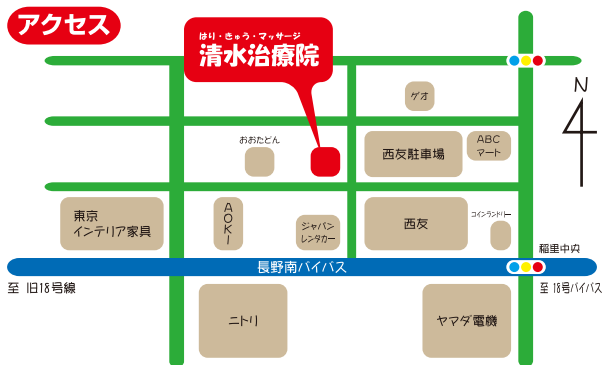 アクセス
はり・きゅう・マッサージ
清水治療院
N
ゲオ
おおたどん
西友駐車場
ABC
マート
東京
インテリア家具
AOKI
ジャパン
レンタカー
西友
コインランドリー
稲里中央
長野南バイパス
至 旧18号線
至 18号バイパス
ニトリ
ヤマダ電機